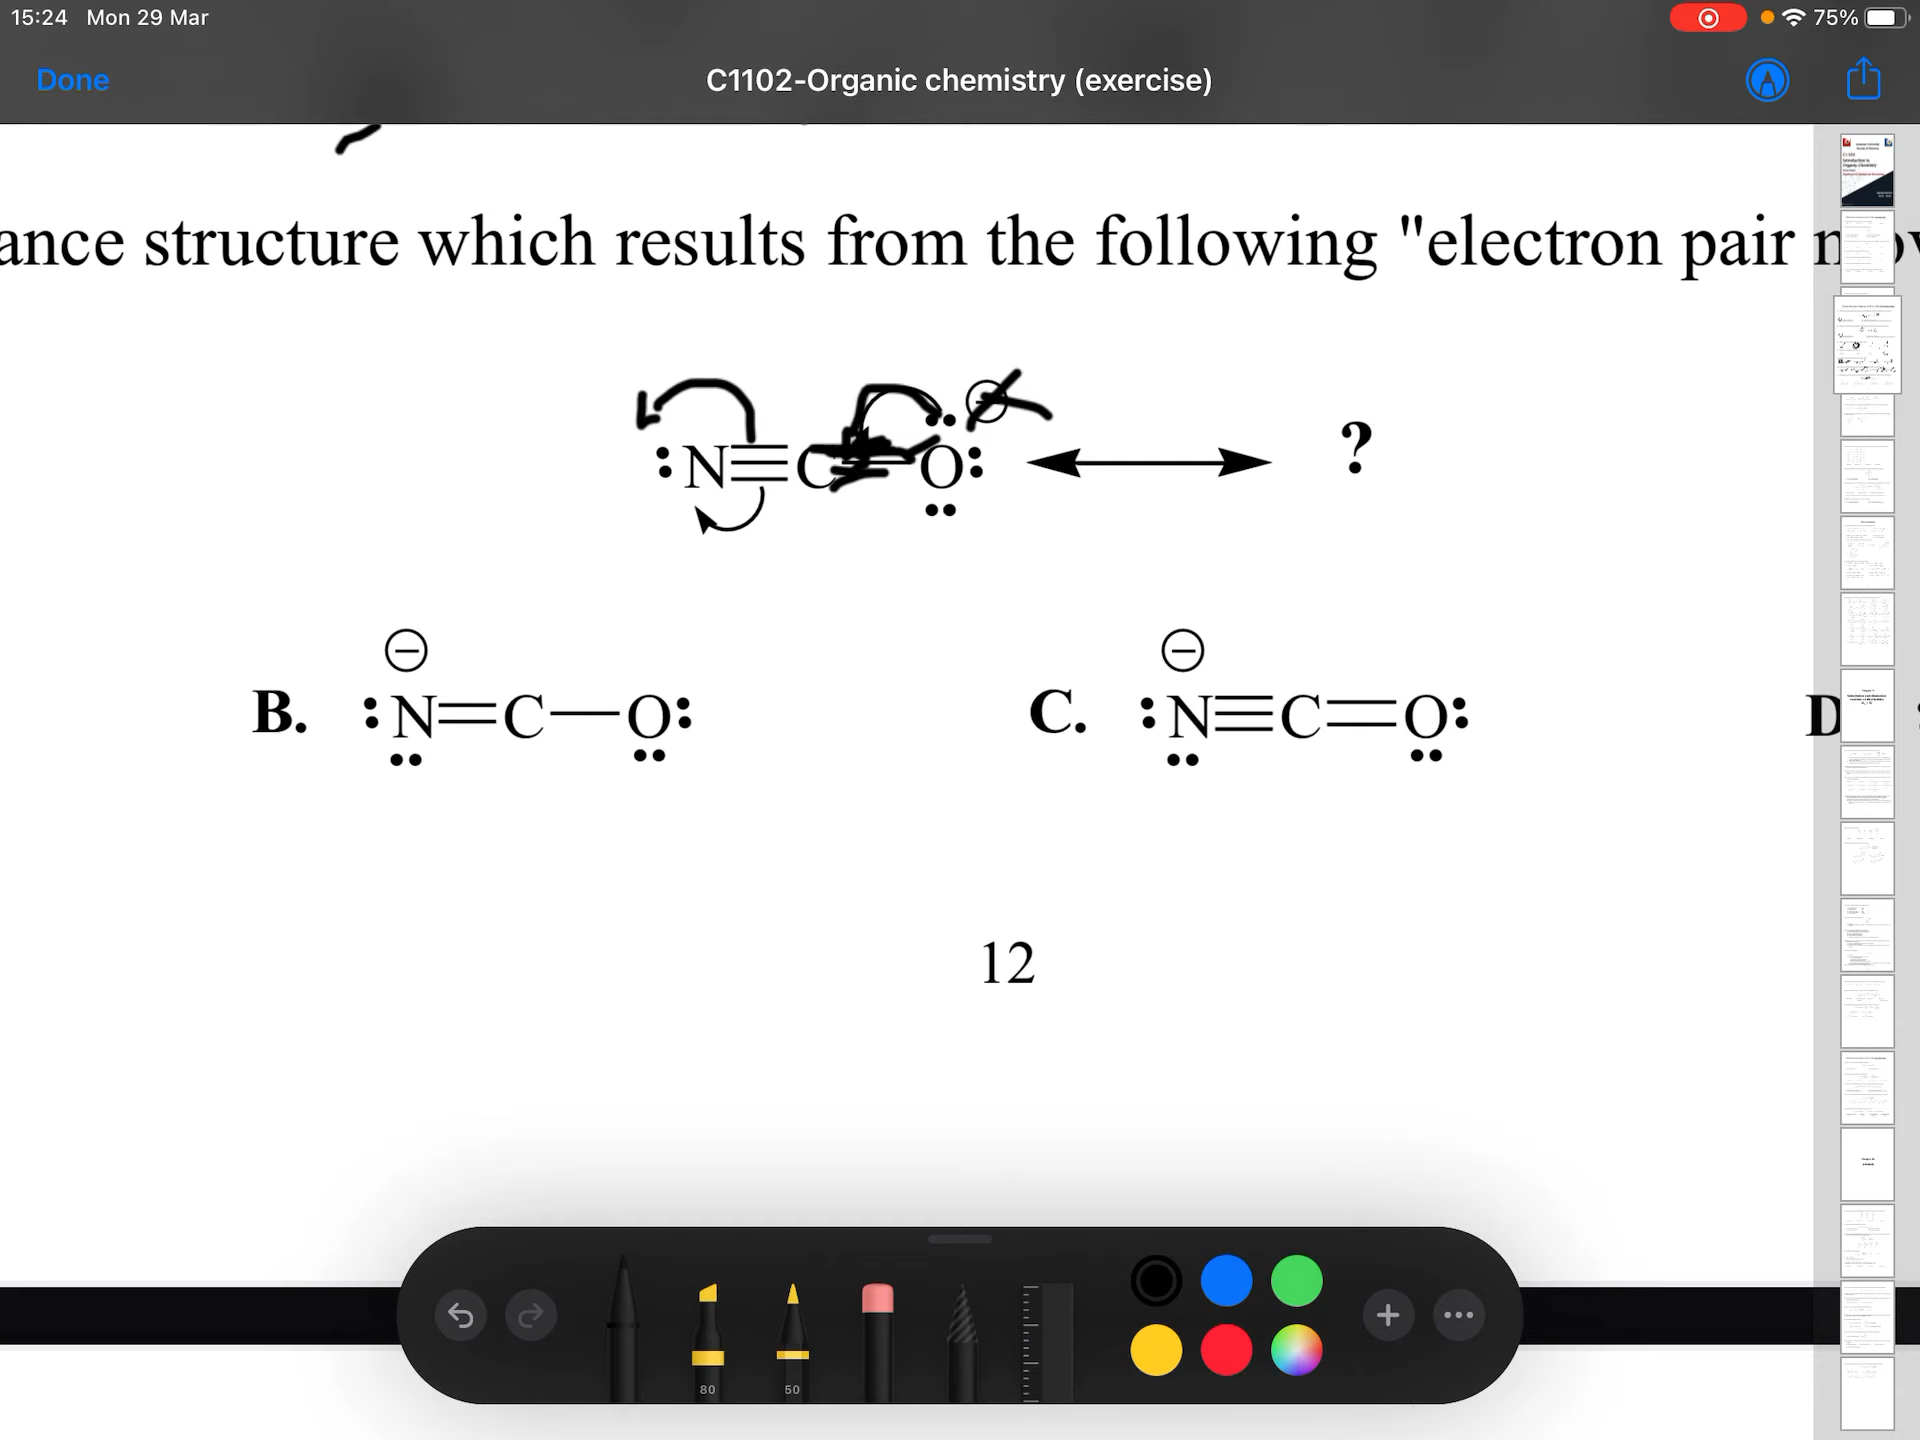 15:24 Mon 29 Mar 75%
Done C1102-Organic chemistry (exercise)
ance structure which results from the following "electron pair
:N≡C—O: ?
B. :N=C—O: C. :N≡C=O: D
12
80 50